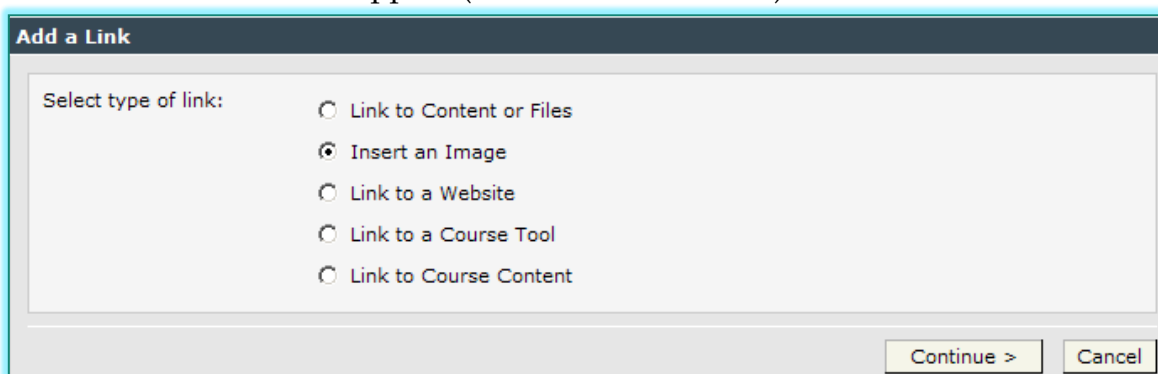 Add a Link
Select type of link:
Link to Content or Files
Insert an Image
Link to a Website
Link to a Course Tool
Link to Course Content
Continue > Cancel